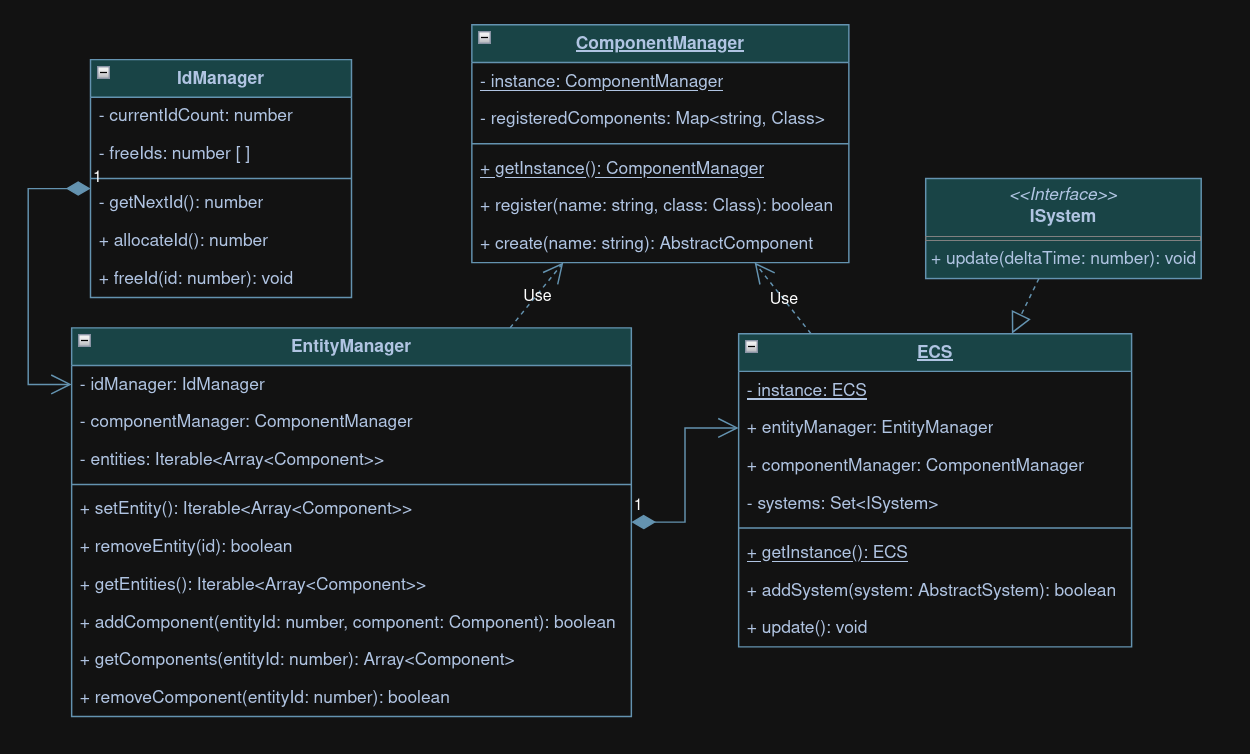 IdManager
- currentIdCount: number
- freeIds: number [ ]
1
- getNextId(): number
+ allocateId(): number
+ freeId(id: number): void
ComponentManager
- instance: ComponentManager
- registeredComponents: Map<string, Class>
+ getInstance(): ComponentManager
+ register(name: string, class: Class): boolean
+ create(name: string): AbstractComponent
<<Interface>>
ISystem
+ update(deltaTime: number): void
Use
Use
EntityManager
- idManager: IdManager
- componentManager: ComponentManager
- entities: Iterable<Array<Component>>
+ setEntity(): Iterable<Array<Component>>
+ removeEntity(id): boolean
+ getEntities(): Iterable<Array<Component>>
+ addComponent(entityId: number, component: Component): boolean
+ getComponents(entityId: number): Array<Component>
+ removeComponent(entityId: number): boolean
1
ECS
- instance: ECS
+ entityManager: EntityManager
+ componentManager: ComponentManager
- systems: Set<ISystem>
+ getInstance(): ECS
+ addSystem(system: AbstractSystem): boolean
+ update(): void